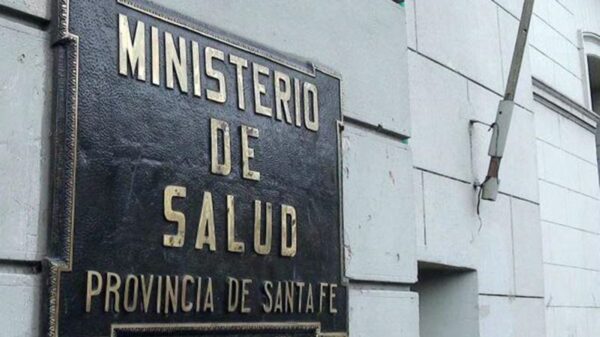 MINISTERIO
DE
SALUD
PROVINCIA DE SANTA FE